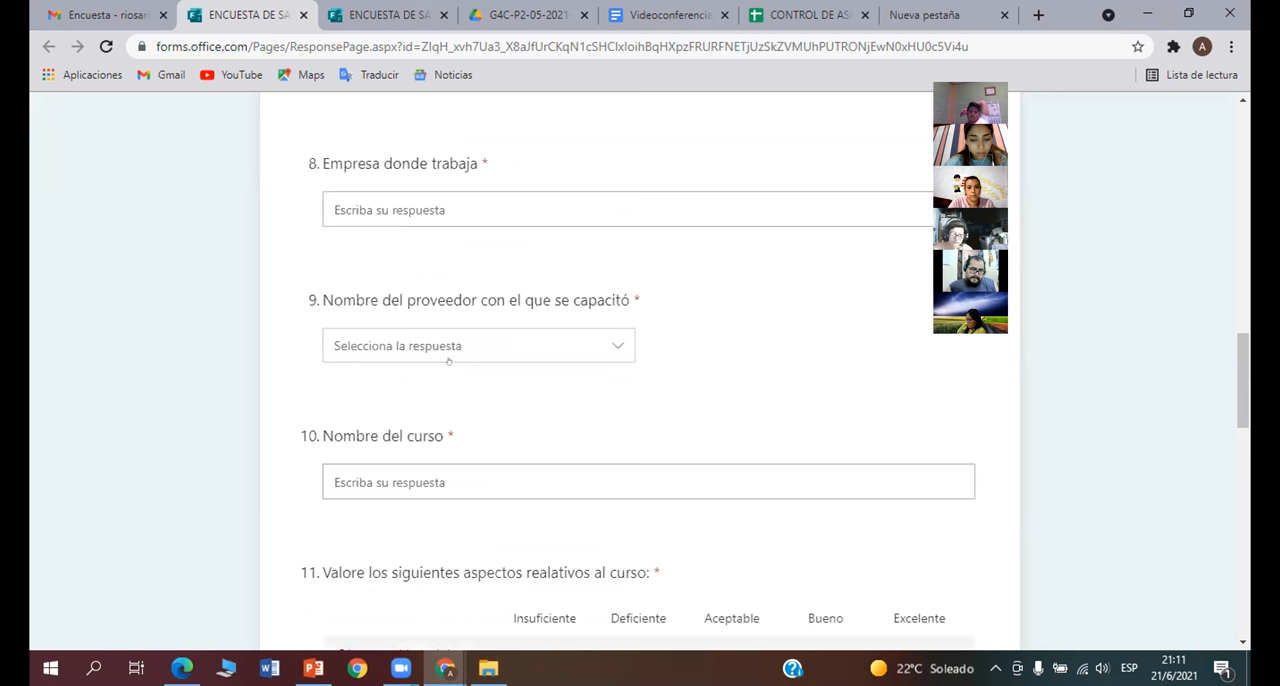 Encuesta - riosan
ENCUESTA DE SA
ENCUESTA DE SA
G4C-P2-05-2021-
Videoconferencia
CONTROL DE AS
Nueva pestaña
forms.office.com/Pages/ResponsePage.aspx?id=ZIqH_xvh7Ua3_X8aJfUrCKqN1cSHClxIoihBqHXpzFRURFNETjUzSkZVMUhPUTRONjEwN0xHU0c5Vi4u
A
Aplicaciones
Gmail
YouTube
Maps
Traducir
Noticias
Lista de lectura
8. Empresa donde trabaja *
Escriba su respuesta
9. Nombre del proveedor con el que se capacitó *
Selecciona la respuesta
10. Nombre del curso *
Escriba su respuesta
11. Valore los siguientes aspectos realativos al curso: *
Insuficiente Deficiente Aceptable Bueno Excelente
22°C Soleado
ESP
21:11
21/6/2021